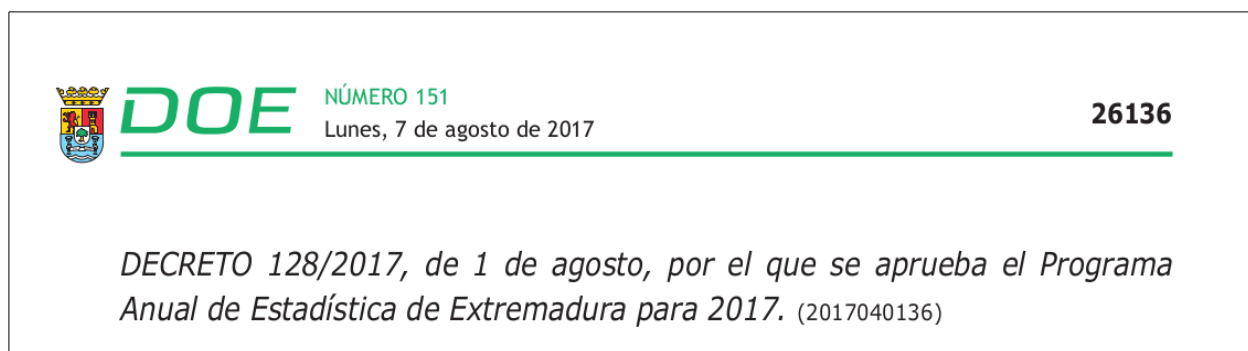 DOE
NÚMERO 151
Lunes, 7 de agosto de 2017
26136
DECRETO 128/2017, de 1 de agosto, por el que se aprueba el Programa
Anual de Estadística de Extremadura para 2017. (2017040136)